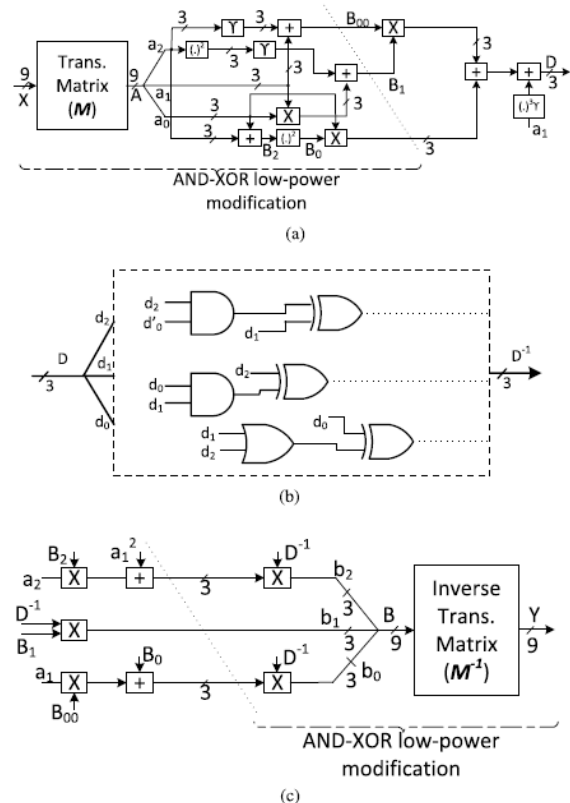 3 ϒ 3 + B₀₀ X
a₂ (.)² 3 ϒ 3
9 X Trans. Matrix (M) 9 A a₁ 3 3 + B₁ + + D 3
a₀ 3 X 3 (.)³ϒ
3 + B₂ (.)² B₀ X 3 a₁
AND-XOR low-power
modification
(a)
d₂
d'₀
d₁
d₂
D
3
d₁
d₀
d₀
d₁
d₂
d₀
d₁
d₂
D⁻¹
3
(b)
B₂ a₁² D⁻¹
a₂ X + 3 X b₂ 3
D⁻¹ X b₁ 3 B 9 Inverse Trans. Matrix (M⁻¹) Y 9
B₁
B₀ D⁻¹
a₁ X + 3 X b₀ 3
B₀₀
AND-XOR low-power
modification
(c)